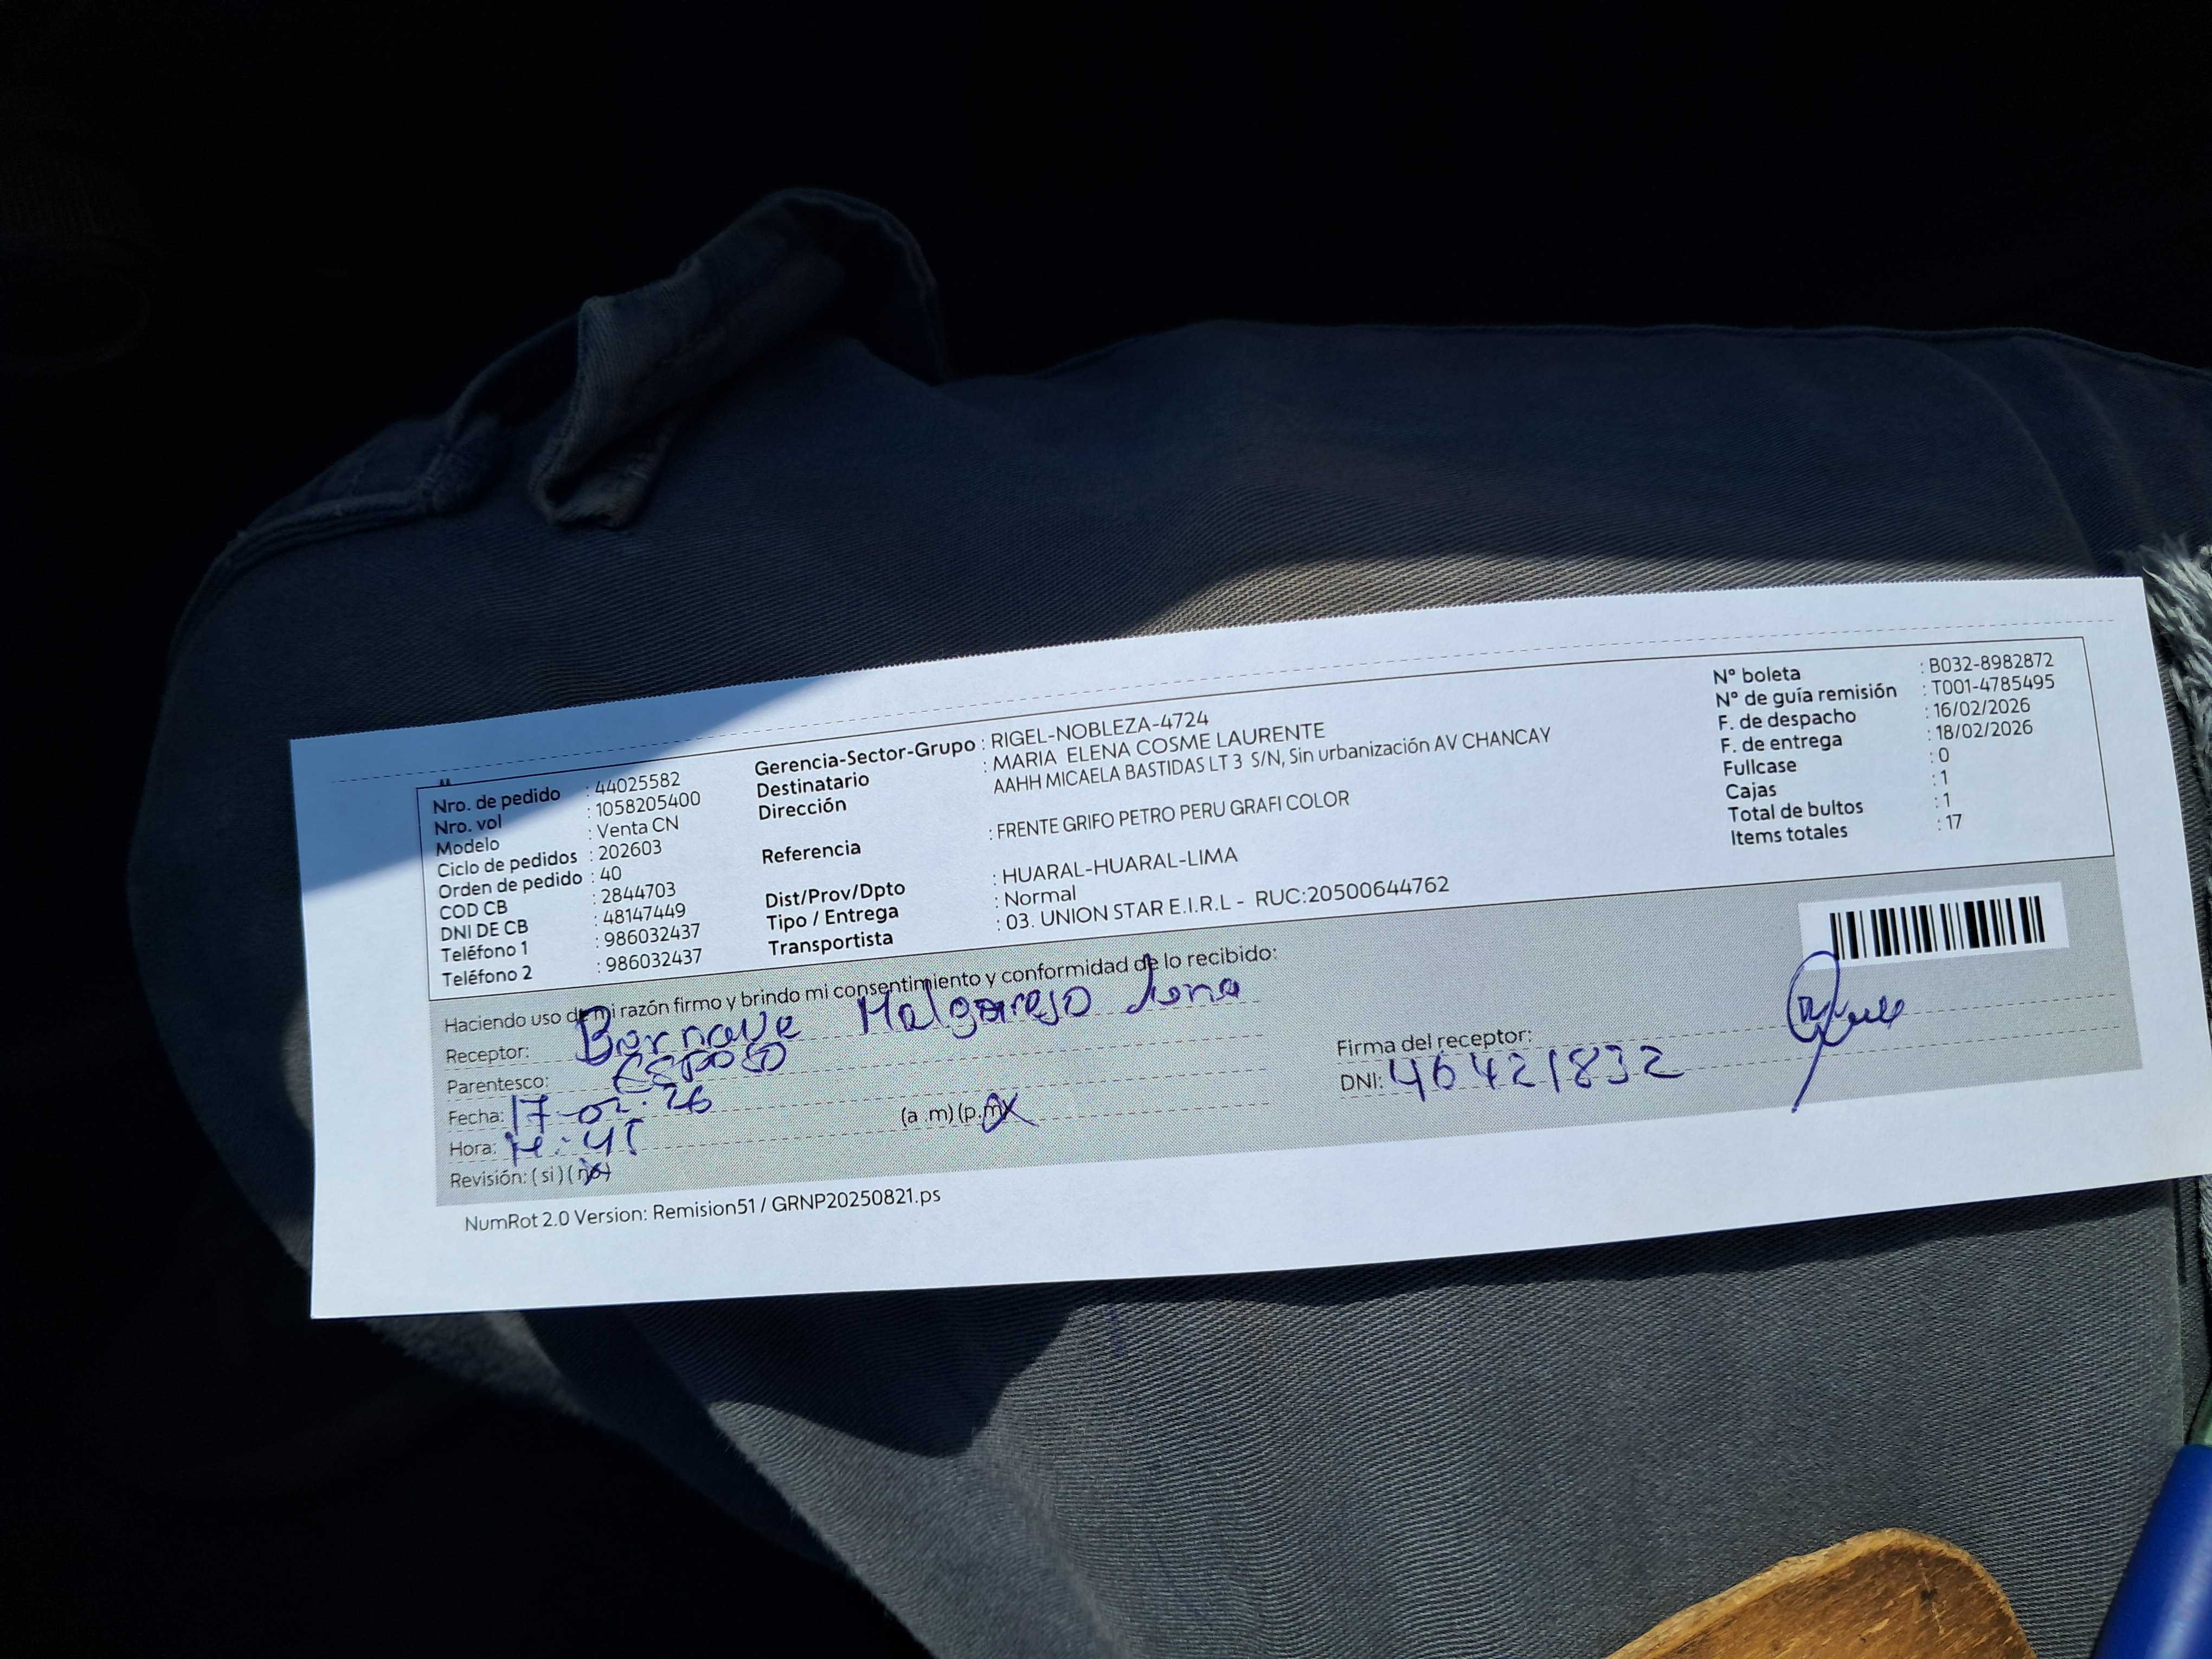 Nro. de pedido : 44025582
Nro. vol : 1058205400
Modelo : Venta CN
Ciclo de pedidos : 202603
Orden de pedido : 40
COD CB : 2844703
DNI DE CB : 48147449
Teléfono 1 : 986032437
Teléfono 2 : 986032437
Gerencia-Sector-Grupo : RIGEL-NOBLEZA-4724
Destinatario : MARIA ELENA COSME LAURENTE
Dirección AAHH MICAELA BASTIDAS LT 3 S/N, Sin urbanización AV CHANCAY
Referencia : FRENTE GRIFO PETRO PERU GRAFI COLOR
Dist/Prov/Dpto : HUARAL-HUARAL-LIMA
Tipo / Entrega : Normal
Transportista : 03. UNION STAR E.I.R.L - RUC:20500644762
N° boleta : B032-8982872
N° de guía remisión : T001-4785495
F. de despacho : 16/02/2026
F. de entrega : 18/02/2026
Fullcase : 0
Cajas : 1
Total de bultos : 1
Items totales : 17
Haciendo uso de mi razón firmo y brindo mi consentimiento y conformidad de lo recibido:
Receptor: Melgarejo
Parentesco: ESPOSO
Fecha: 17-02-26
Hora: (a .m) (p.m)
Revisión: ( si ) ( no )
Firma del receptor:
DNI: 46421832
NumRot 2.0 Version: Remision51 / GRNP20250821.ps